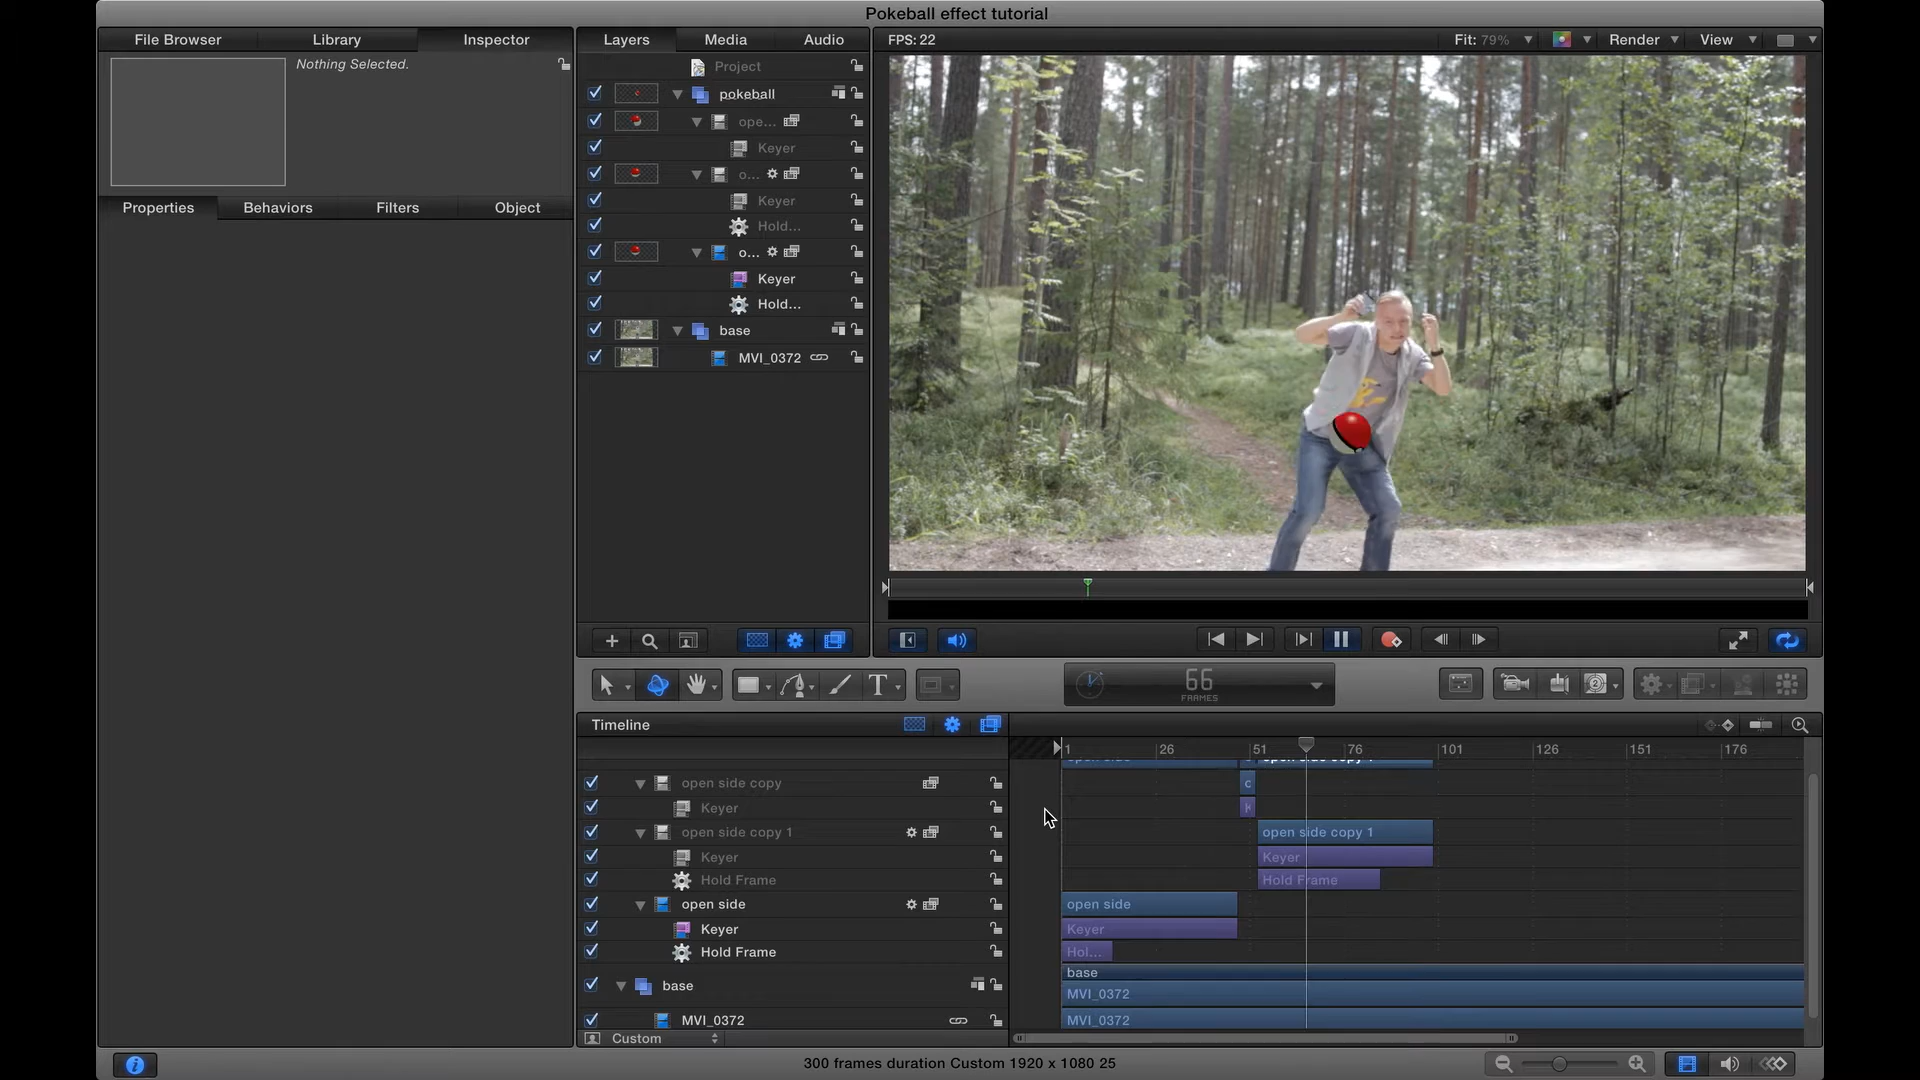 Pokeball effect tutorial
File Browser
Library
Inspector
Layers
Media
Audio
FPS: 22
Fit: 79%
Render
View
Nothing Selected.
Project
pokeball
ope...
Keyer
o...
Keyer
Hold...
o...
Keyer
Hold...
base
MVI_0372
Properties
Behaviors
Filters
Object
T
66
FRAMES
Timeline
1
26
51
76
101
126
151
176
open side copy
Keyer
open side copy 1
open side copy 1
Keyer
Keyer
Hold Frame
Hold Frame
open side
open side
Keyer
Keyer
Hold Frame
Hol...
base
base
MVI_0372
MVI_0372
MVI_0372
Custom
300 frames duration Custom 1920 x 1080 25